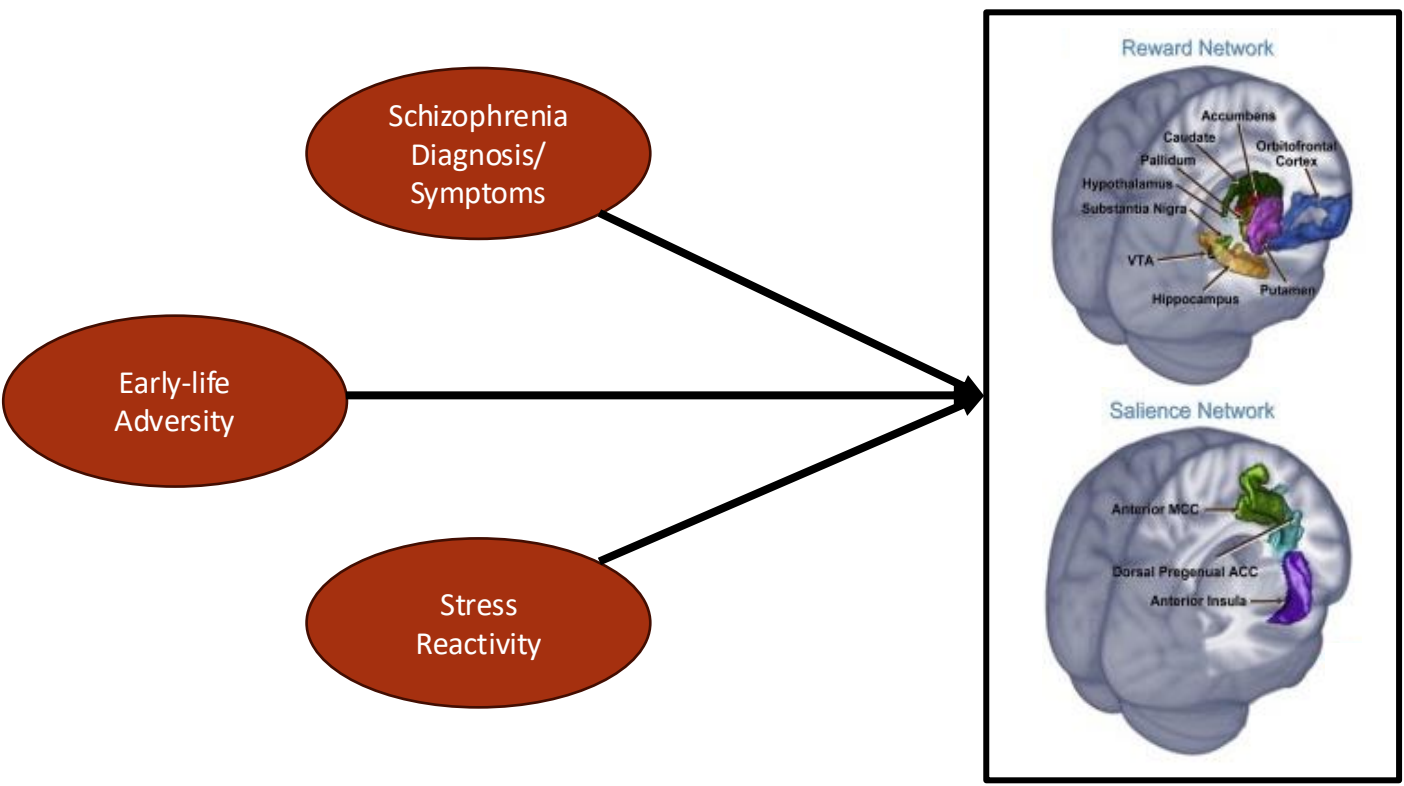 Schizophrenia
Diagnosis/
Symptoms
Early-life
Adversity
Stress
Reactivity
Reward Network
Accumbens
Caudate
Orbitofrontal
Cortex
Pallidum
Hypothalamus
Substantia Nigra
VTA
Putamen
Hippocampus
Salience Network
Anterior MCC
Dorsal Pregenual ACC
Anterior Insula